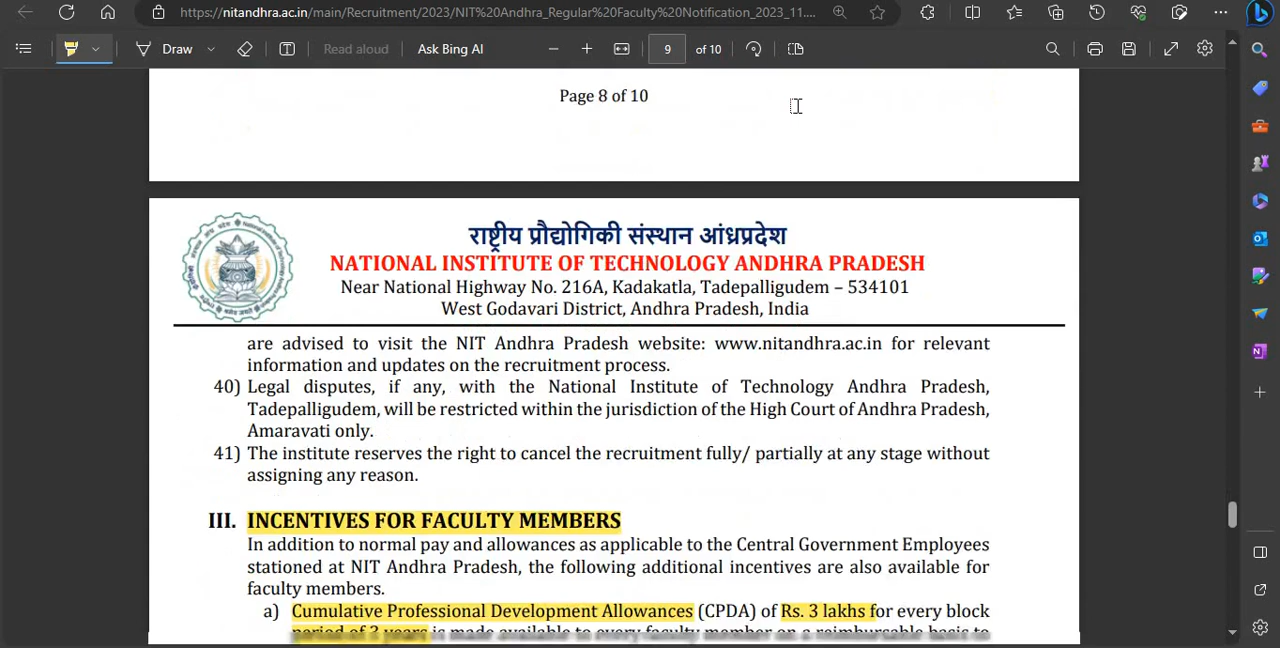 https://nitandhra.ac.in/main/Recruitment/2023/NIT%20Andhra_Regular%20Faculty%20Notification_2023_11....
Draw
Read aloud
Ask Bing AI
9 of 10
Page 8 of 10
राष्ट्रीय प्रौद्योगिकी संस्थान आंध्रप्रदेश
NATIONAL INSTITUTE OF TECHNOLOGY ANDHRA PRADESH
Near National Highway No. 216A, Kadakatla, Tadepalligudem – 534101
West Godavari District, Andhra Pradesh, India
are advised to visit the NIT Andhra Pradesh website: www.nitandhra.ac.in for relevant
information and updates on the recruitment process.
40) Legal disputes, if any, with the National Institute of Technology Andhra Pradesh,
Tadepalligudem, will be restricted within the jurisdiction of the High Court of Andhra Pradesh,
Amaravati only.
41) The institute reserves the right to cancel the recruitment fully/ partially at any stage without
assigning any reason.
III. INCENTIVES FOR FACULTY MEMBERS
In addition to normal pay and allowances as applicable to the Central Government Employees
stationed at NIT Andhra Pradesh, the following additional incentives are also available for
faculty members.
a) Cumulative Professional Development Allowances (CPDA) of Rs. 3 lakhs for every block
period of 3 years is made available to every faculty member on a reimbursable basis to